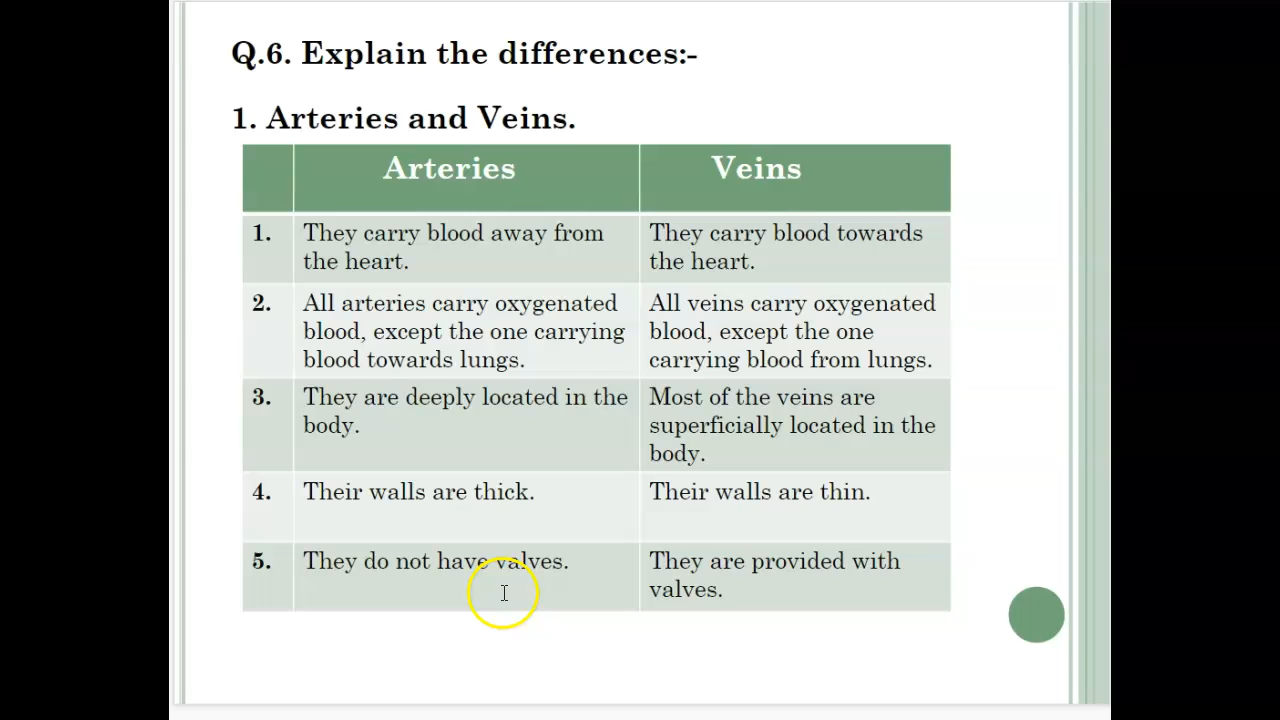 Q.6. Explain the differences:-
1. Arteries and Veins.
Arteries Veins
1. They carry blood away from They carry blood towards
the heart. the heart.
2. All arteries carry oxygenated All veins carry oxygenated
blood, except the one carrying blood, except the one
blood towards lungs. carrying blood from lungs.
3. They are deeply located in the Most of the veins are
body. superficially located in the
body.
4. Their walls are thick. Their walls are thin.
5. They do not have valves. They are provided with
valves.